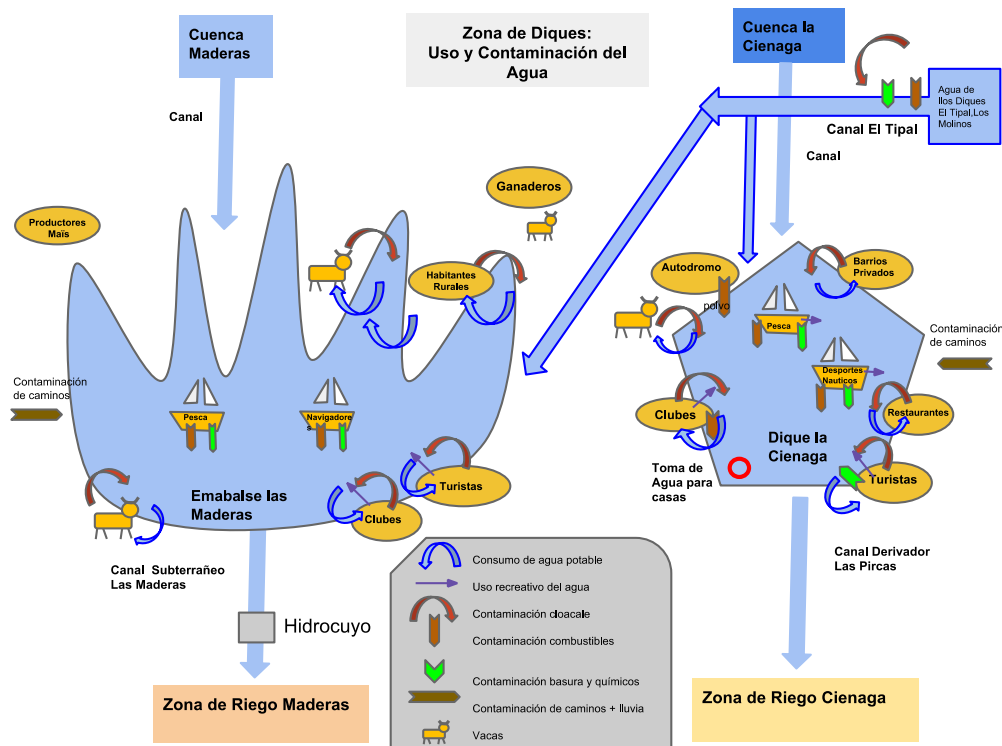 Cuenca
Maderas
Zona de Diques:
Uso y Contaminación del
Agua
Cuenca la
Cienaga
Agua de
llos Diques
El Tipal,Los
Molinos
Canal El Tipal
Canal
Canal
Ganaderos
Productores
Maïs
Habitantes
Rurales
Autodromo
polvo
Barrios
Privados
Pesca
Contaminación
de caminos
Desportes
Nauticos
Contaminación
de caminos
Pesca
Navigadore
s
Clubes
Restaurantes
Dique la
Cienaga
Toma de
Agua para
casas
Turistas
Turistas
Emabalse las
Maderas
Clubes
Canal Subterrañeo
Las Maderas
Canal Derivador
Las Pircas
Hidrocuyo
Consumo de agua potable
Uso recreativo del agua
Contaminación cloacale
Contaminación combustibles
Contaminación basura y químicos
Contaminación de caminos + lluvia
Vacas
Zona de Riego Maderas
Zona de Riego Cienaga